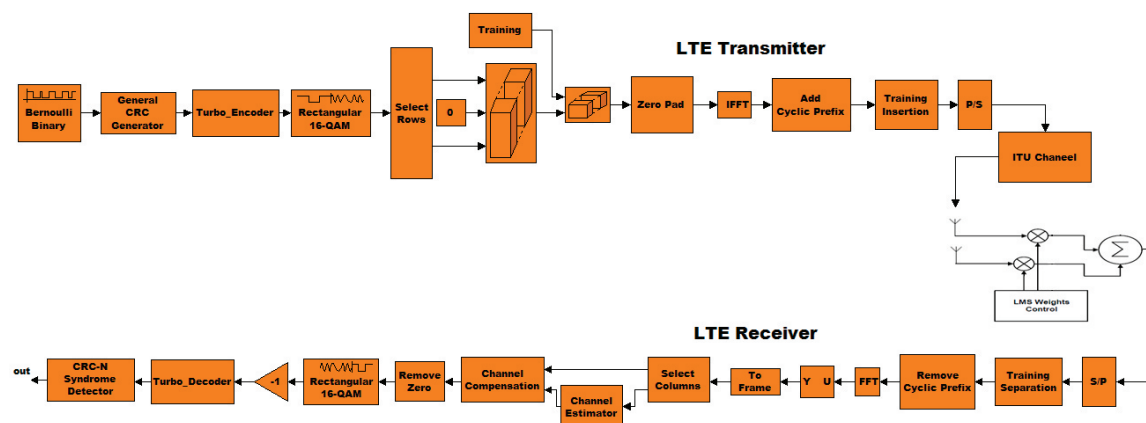 Training
LTE Transmitter
Bernoulli
Binary
General
CRC
Generator
Turbo_Encoder
Rectangular
16-QAM
Select
Rows
0
Zero Pad
IFFT
Add
Cyclic Prefix
Training
Insertion
P/S
ITU Chaneel
Σ
LMS Weights
Control
LTE Receiver
out
CRC-N
Syndrome
Detector
Turbo_Decoder
-1
Rectangular
16-QAM
Remove
Zero
Channel
Compensation
Channel
Estimator
Select
Columns
To
Frame
Y U
FFT
Remove
Cyclic Prefix
Training
Separation
S/P